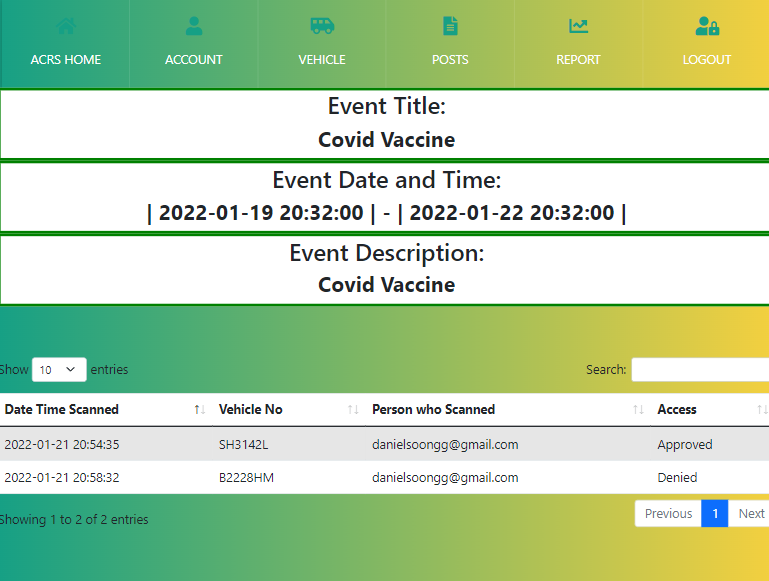 ACRS HOME ACCOUNT VEHICLE POSTS REPORT LOGOUT
Event Title:
Covid Vaccine
Event Date and Time:
| 2022-01-19 20:32:00 | - | 2022-01-22 20:32:00 |
Event Description:
Covid Vaccine
Show 10 entries Search:
Date Time Scanned Vehicle No Person who Scanned Access
2022-01-21 20:54:35 SH3142L danielsoongg@gmail.com Approved
2022-01-21 20:58:32 B2228HM danielsoongg@gmail.com Denied
Showing 1 to 2 of 2 entries Previous 1 Next